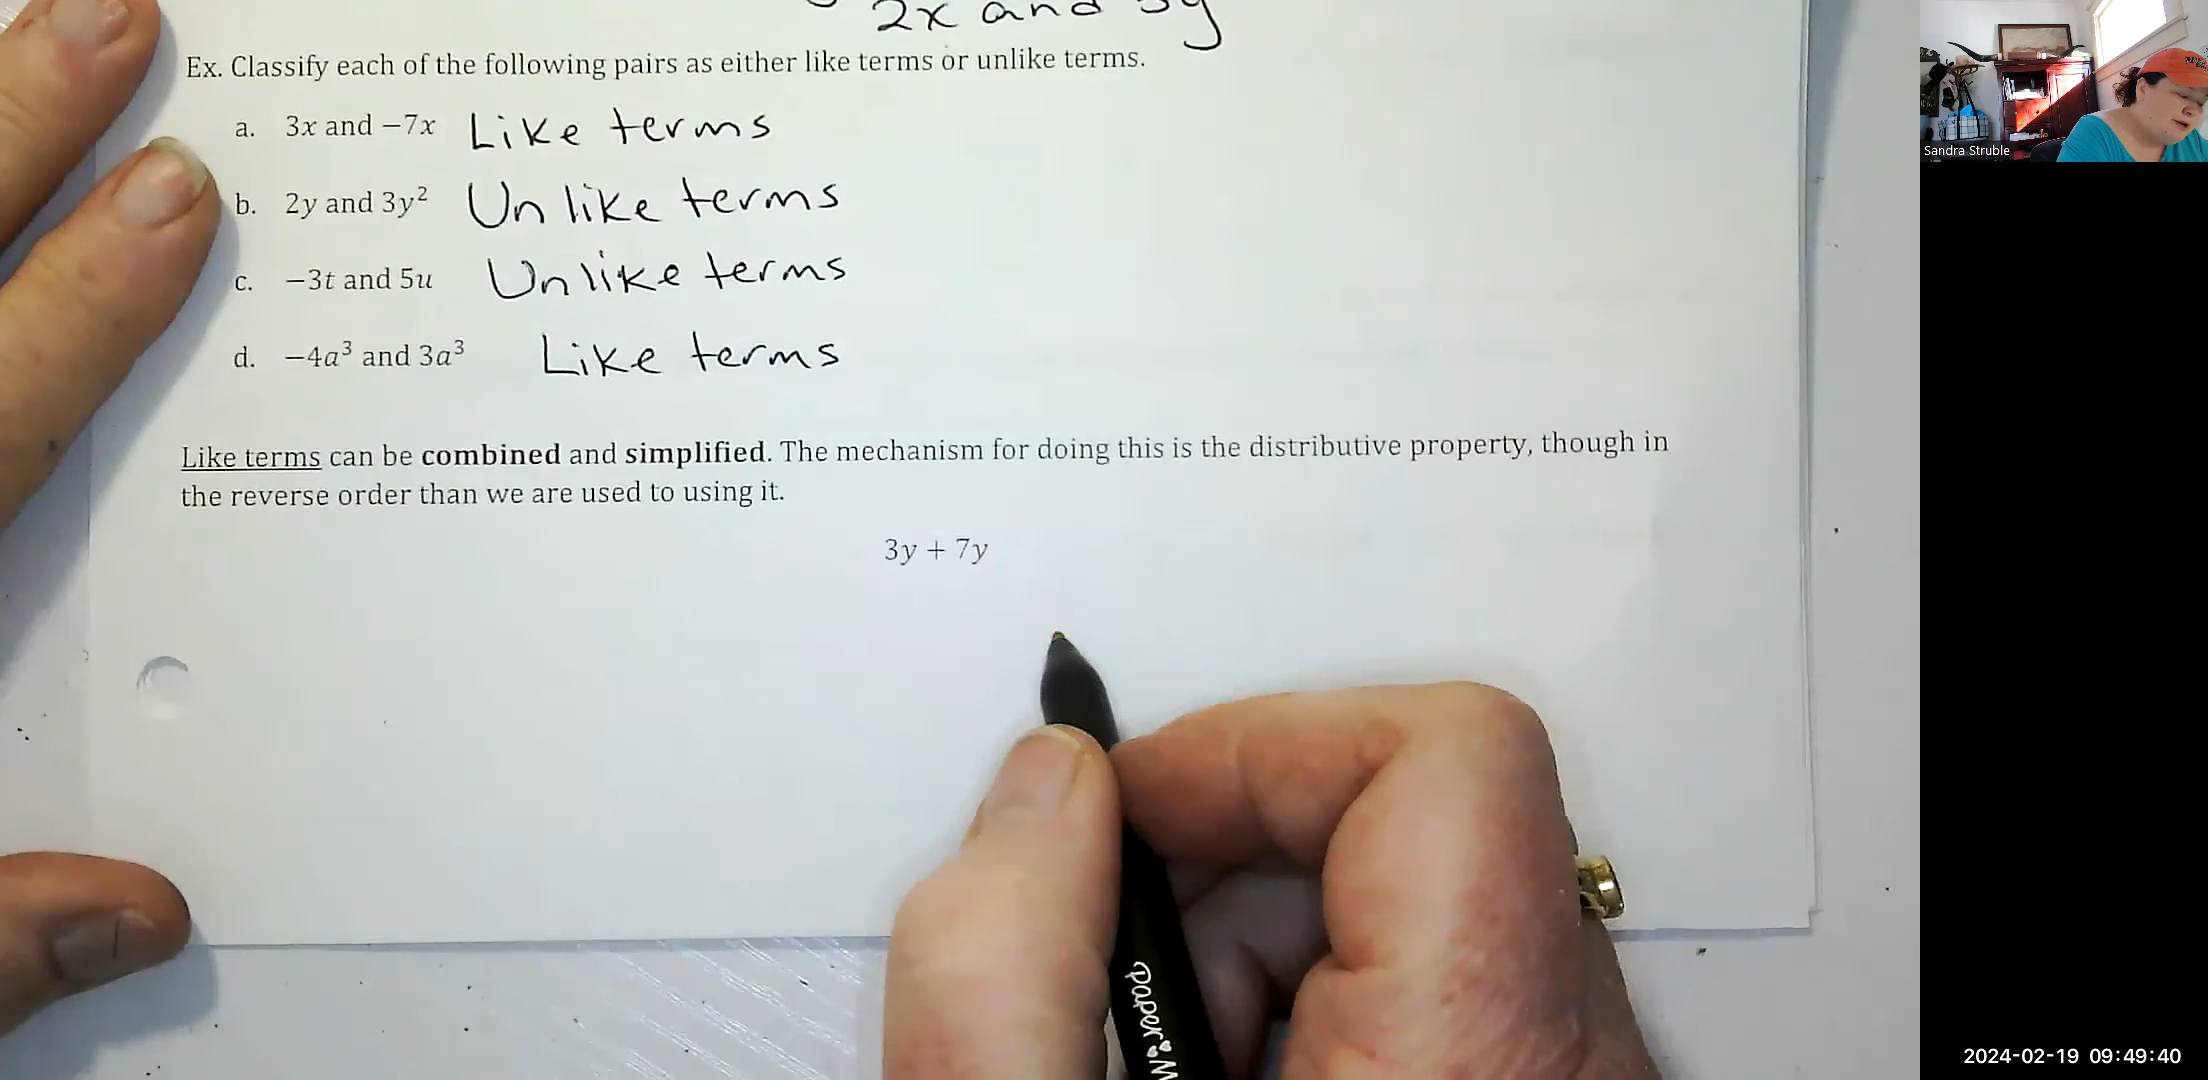 2x and 3y
Ex. Classify each of the following pairs as either like terms or unlike terms.
a. 3x and −7x Like terms
b. 2y and 3y² Unlike terms
c. −3t and 5u Unlike terms
d. −4a³ and 3a³ Like terms
Like terms can be combined and simplified. The mechanism for doing this is the distributive property, though in
the reverse order than we are used to using it.
3y + 7y
Sandra Struble
2024-02-19 09:49:40